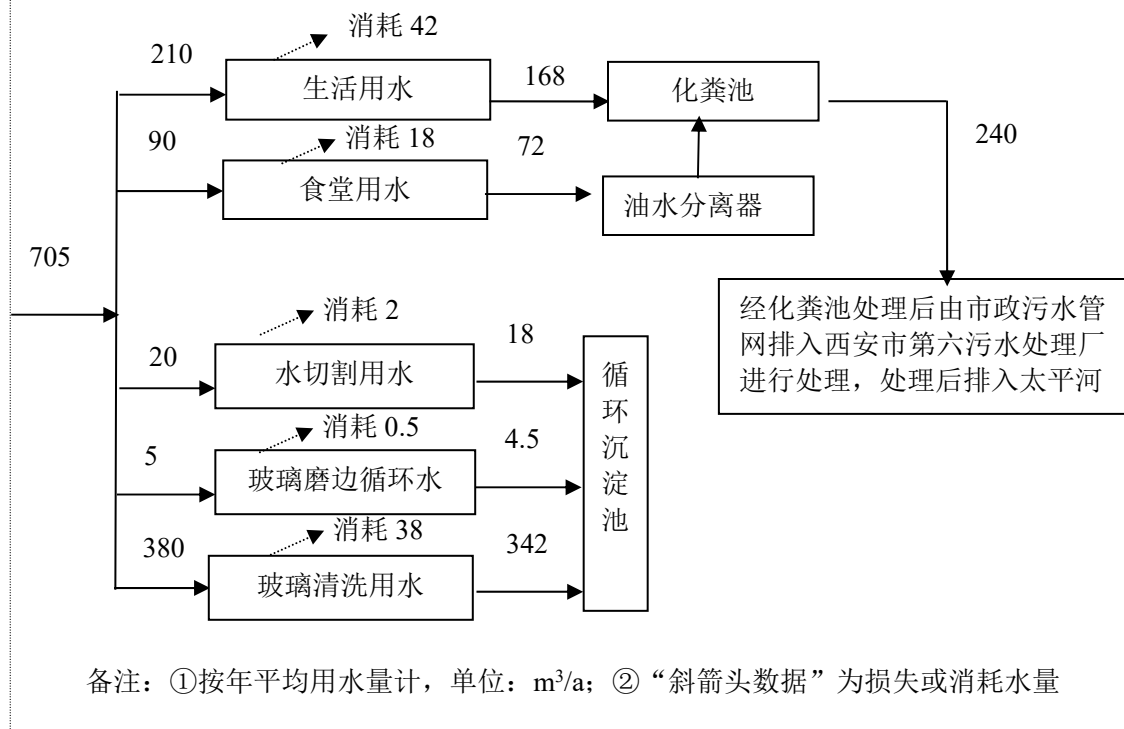 消耗 42
210
生活用水
168
化粪池
240
90
消耗 18
食堂用水
72
油水分离器
705
消耗 2
20
水切割用水
18
循环沉淀池
经化粪池处理后由市政污水管
网排入西安市第六污水处理厂
进行处理，处理后排入太平河
消耗 0.5
5
玻璃磨边循环水
4.5
消耗 38
380
玻璃清洗用水
342
备注：①按年平均用水量计，单位：m³/a；②“斜箭头数据”为损失或消耗水量